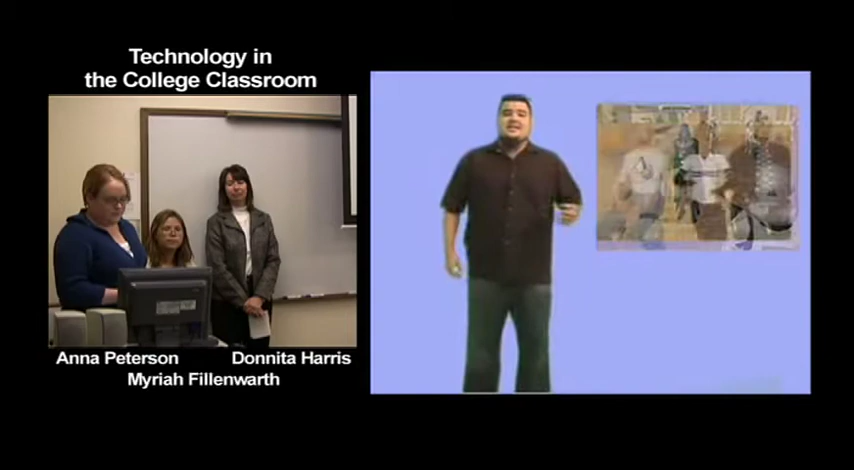 Technology in
the College Classroom
Anna Peterson
Donnita Harris
Myriah Fillenwarth